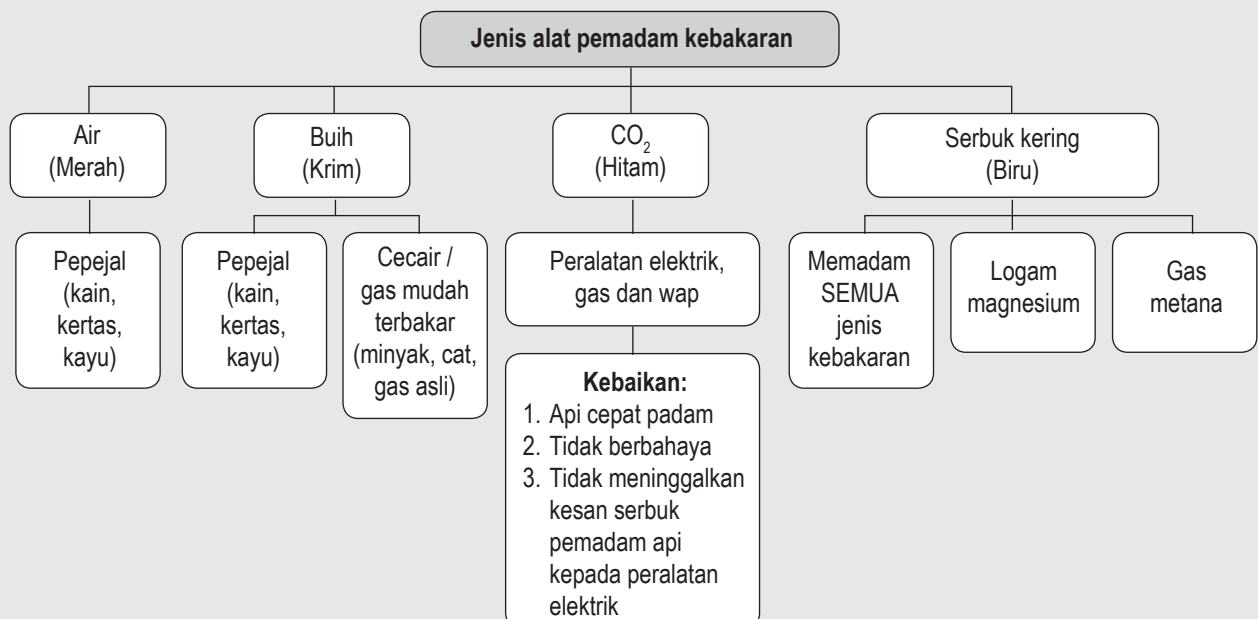 Jenis alat pemadam kebakaran
Air
(Merah)
Buih
(Krim)
CO₂
(Hitam)
Serbuk kering
(Biru)
Pepejal
(kain,
kertas,
kayu)
Pepejal
(kain,
kertas,
kayu)
Cecair /
gas mudah
terbakar
(minyak, cat,
gas asli)
Peralatan elektrik,
gas dan wap
Memadam
SEMUA
jenis
kebakaran
Logam
magnesium
Gas
metana
Kebaikan:
1. Api cepat padam
2. Tidak berbahaya
3. Tidak meninggalkan
kesan serbuk
pemadam api
kepada peralatan
elektrik